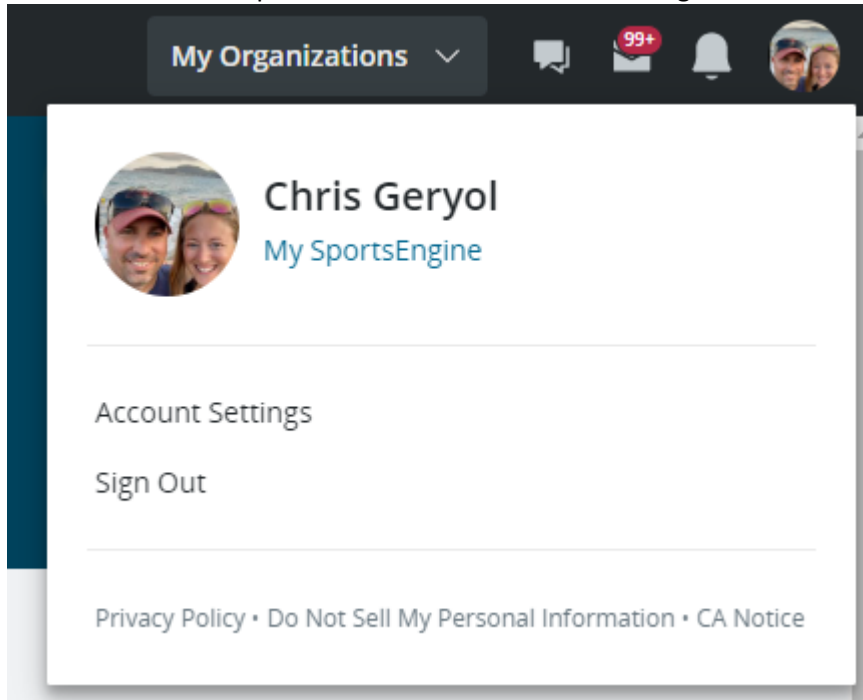 My Organizations
99+
Chris Geryol
My SportsEngine
Account Settings
Sign Out
Privacy Policy • Do Not Sell My Personal Information • CA Notice